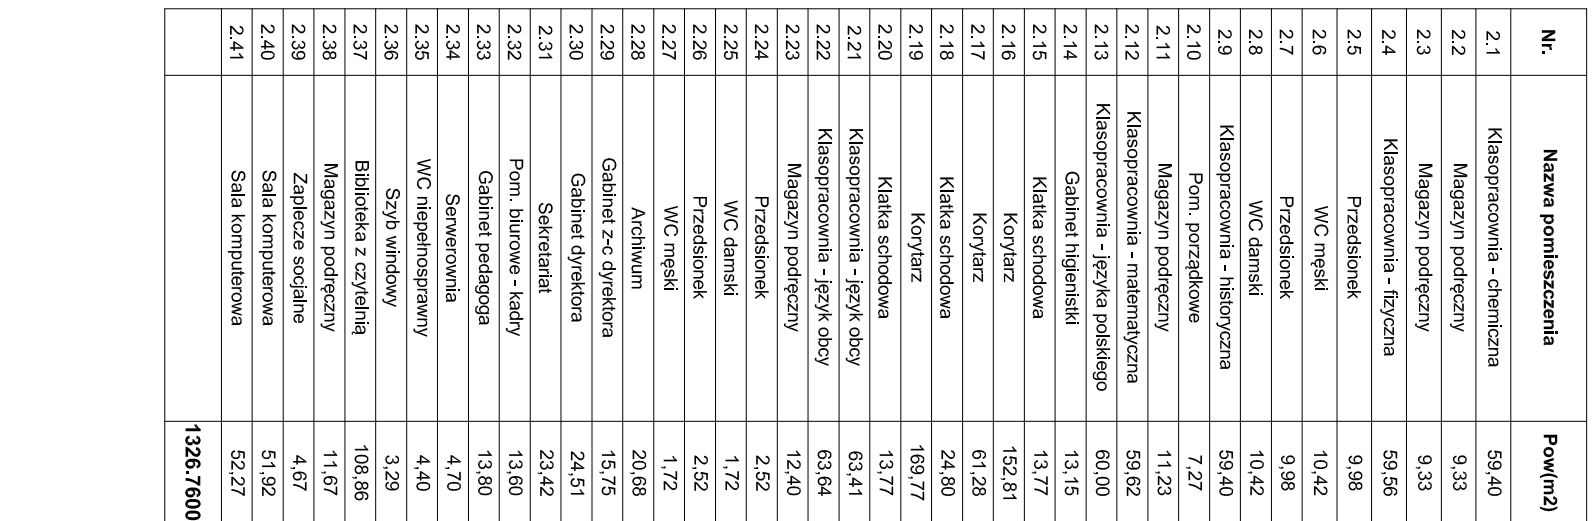 Nr. Nazwa pomieszczenia Pow(m2)
2.1 Klasopracownia - chemiczna 59,40
2.2 Magazyn podręczny 9,33
2.3 Magazyn podręczny 9,33
2.4 Klasopracownia - fizyczna 59,56
2.5 Przedsionek 9,98
2.6 WC męski 10,42
2.7 Przedsionek 9,98
2.8 WC damski 10,42
2.9 Klasopracownia - historyczna 59,40
2.10 Pom. porządkowe 7,27
2.11 Magazyn podręczny 11,23
2.12 Klasopracownia - matematyczna 59,62
2.13 Klasopracownia - języka polskiego 60,00
2.14 Gabinet higienistki 13,15
2.15 Klatka schodowa 13,77
2.16 Korytarz 152,81
2.17 Korytarz 61,28
2.18 Klatka schodowa 24,80
2.19 Korytarz 169,77
2.20 Klatka schodowa 13,77
2.21 Klasopracownia - język obcy 63,41
2.22 Klasopracownia - język obcy 63,64
2.23 Magazyn podręczny 12,40
2.24 Przedsionek 2,52
2.25 WC damski 1,72
2.26 Przedsionek 2,52
2.27 WC męski 1,72
2.28 Archiwum 20,68
2.29 Gabinet z-c dyrektora 15,75
2.30 Gabinet dyrektora 24,51
2.31 Sekretariat 23,42
2.32 Pom. biurowe - kadry 13,60
2.33 Gabinet pedagoga 13,80
2.34 Serwerownia 4,70
2.35 WC niepełnosprawny 4,40
2.36 Szyb windowy 3,29
2.37 Biblioteka z czytelnią 108,86
2.38 Magazyn podręczny 11,67
2.39 Zaplecze socjalne 4,67
2.40 Sala komputerowa 51,92
2.41 Sala komputerowa 52,27
1326.7600